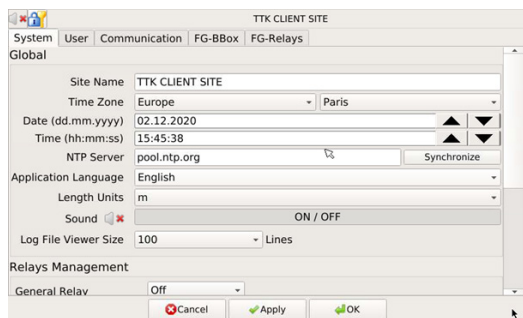 TTK CLIENT SITE
System User Communication FG-BBox FG-Relays
Global
Site Name TTK CLIENT SITE
Time Zone Europe Paris
Date (dd.mm.yyyy) 02.12.2020
Time (hh:mm:ss) 15:45:38
NTP Server pool.ntp.org Synchronize
Application Language English
Length Units m
Sound ON / OFF
Log File Viewer Size 100 Lines
Relays Management
General Relay Off
Cancel Apply OK